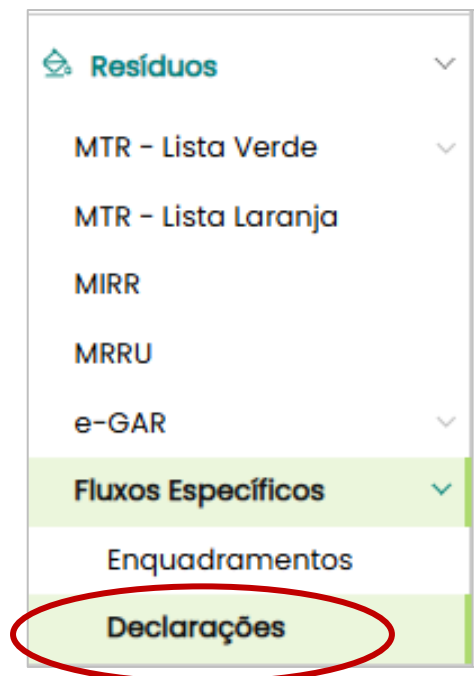 Resíduos
MTR - Lista Verde
MTR - Lista Laranja
MIRR
MRRU
e-GAR
Fluxos Específicos
Enquadramentos
Declarações